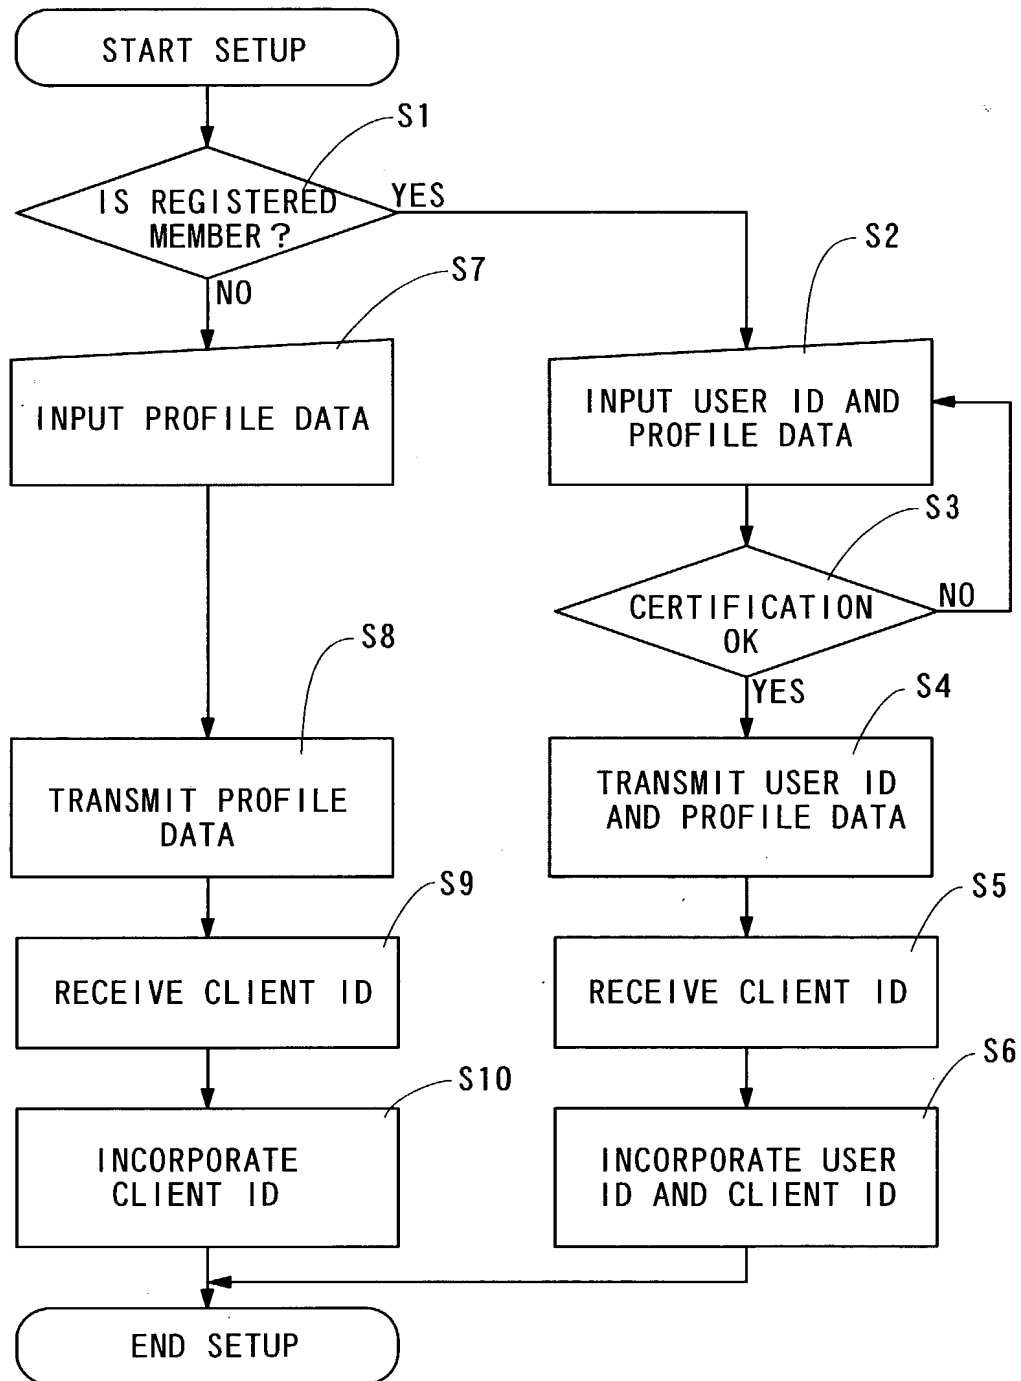 START SETUP
S1
IS REGISTERED
MEMBER?
YES
NO
S7
S2
INPUT PROFILE DATA
INPUT USER ID AND
PROFILE DATA
S3
CERTIFICATION
OK
NO
YES
S8
S4
TRANSMIT PROFILE
DATA
TRANSMIT USER ID
AND PROFILE DATA
S9
S5
RECEIVE CLIENT ID
RECEIVE CLIENT ID
S10
S6
INCORPORATE
CLIENT ID
INCORPORATE USER
ID AND CLIENT ID
END SETUP